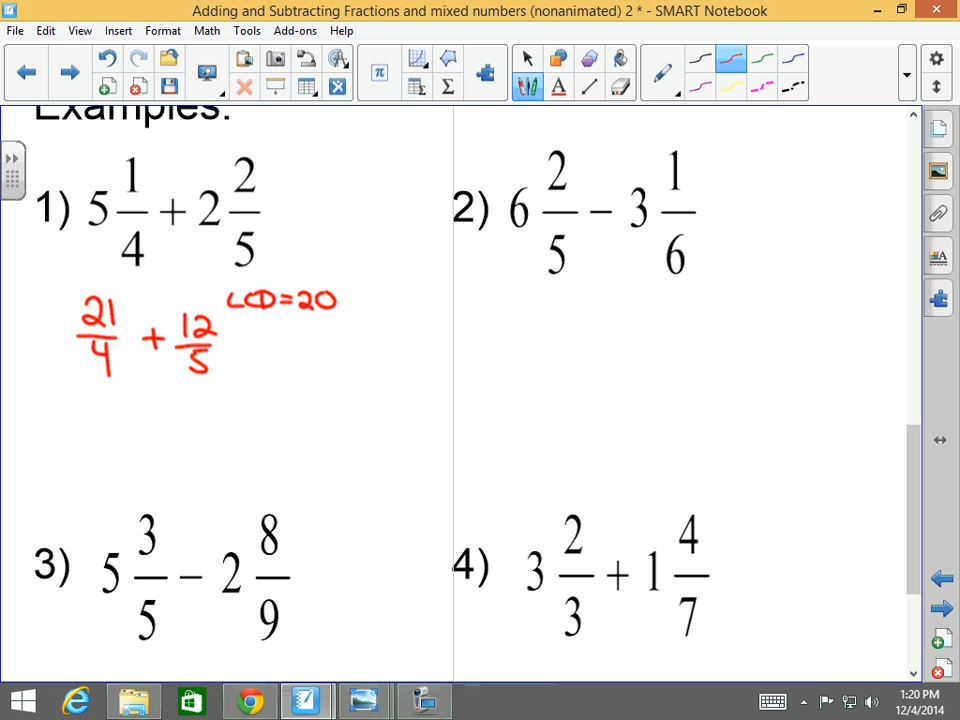 Adding and Subtracting Fractions and mixed numbers (nonanimated) 2 * - SMART Notebook
File Edit View Insert Format Math Tools Add-ons Help
Examples:
1) 5 1/4 + 2 2/5
21/4 + 12/5 LCD=20
2) 6 2/5 − 3 1/6
3) 5 3/5 − 2 8/9
4) 3 2/3 + 1 4/7
1:20 PM
12/4/2014